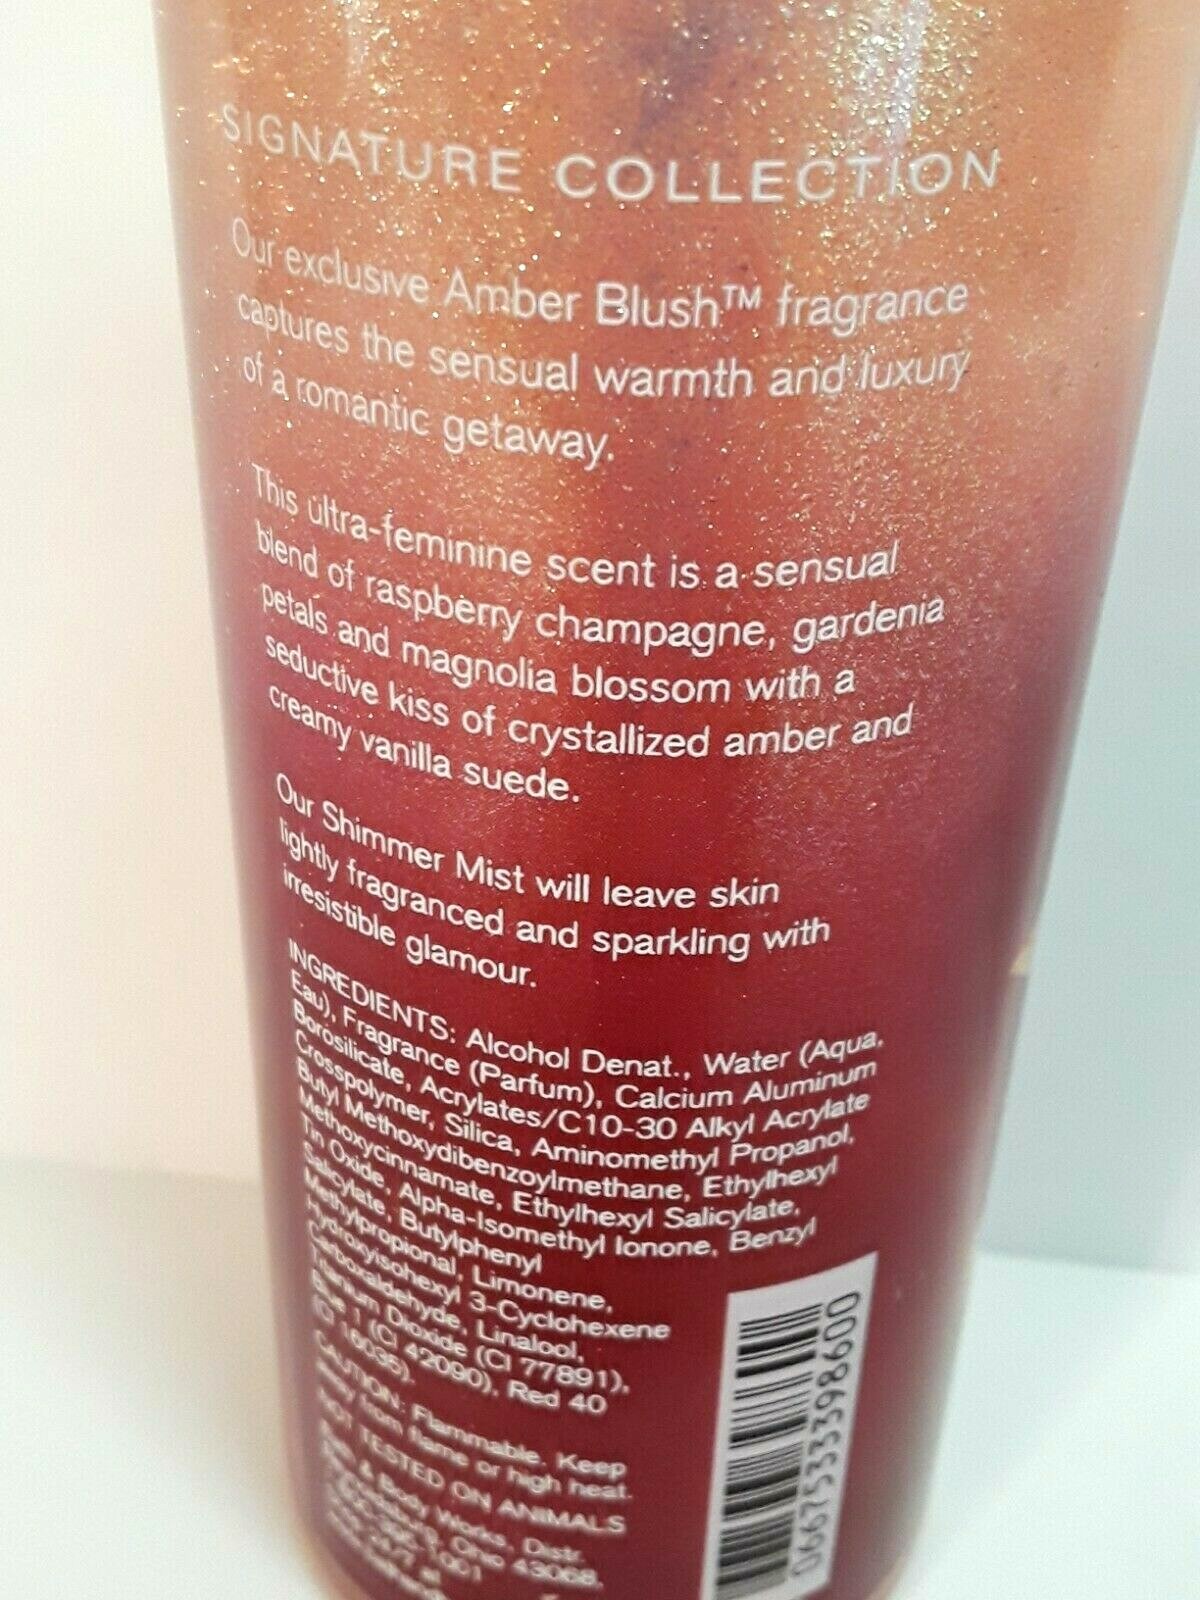 SIGNATURE COLLECTION
Our exclusive Amber Blush™ fragrance
captures the sensual warmth and luxury
of a romantic getaway.
This ultra-feminine scent is a sensual
blend of raspberry champagne, gardenia
petals and magnolia blossom with a
seductive kiss of crystallized amber and
creamy vanilla suede.
Our Shimmer Mist will leave skin
lightly fragranced and sparkling with
irresistible glamour.
INGREDIENTS: Alcohol Denat., Water (Aqua,
Eau), Fragrance (Parfum), Calcium Aluminum
Borosilicate, Acrylates/C10-30 Alkyl Acrylate
Crosspolymer, Silica, Aminomethyl Propanol,
Butyl Methoxydibenzoylmethane, Ethylhexyl
Methoxycinnamate, Ethylhexyl Salicylate,
Tin Oxide, Alpha-Isomethyl Ionone, Benzyl
Salicylate, Butylphenyl
Methylpropional, Limonene,
Hydroxyisohexyl 3-Cyclohexene
Carboxaldehyde, Linalool,
Titanium Dioxide (CI 77891),
Blue 1 (CI 42090), Red 40
(CI 16035).
CAUTION: Flammable. Keep
away from flame or high heat.
NOT TESTED ON ANIMALS
Bath & Body Works, Distr.
Reynoldsburg, Ohio 43068,
1001
24/7 at
0667533398600